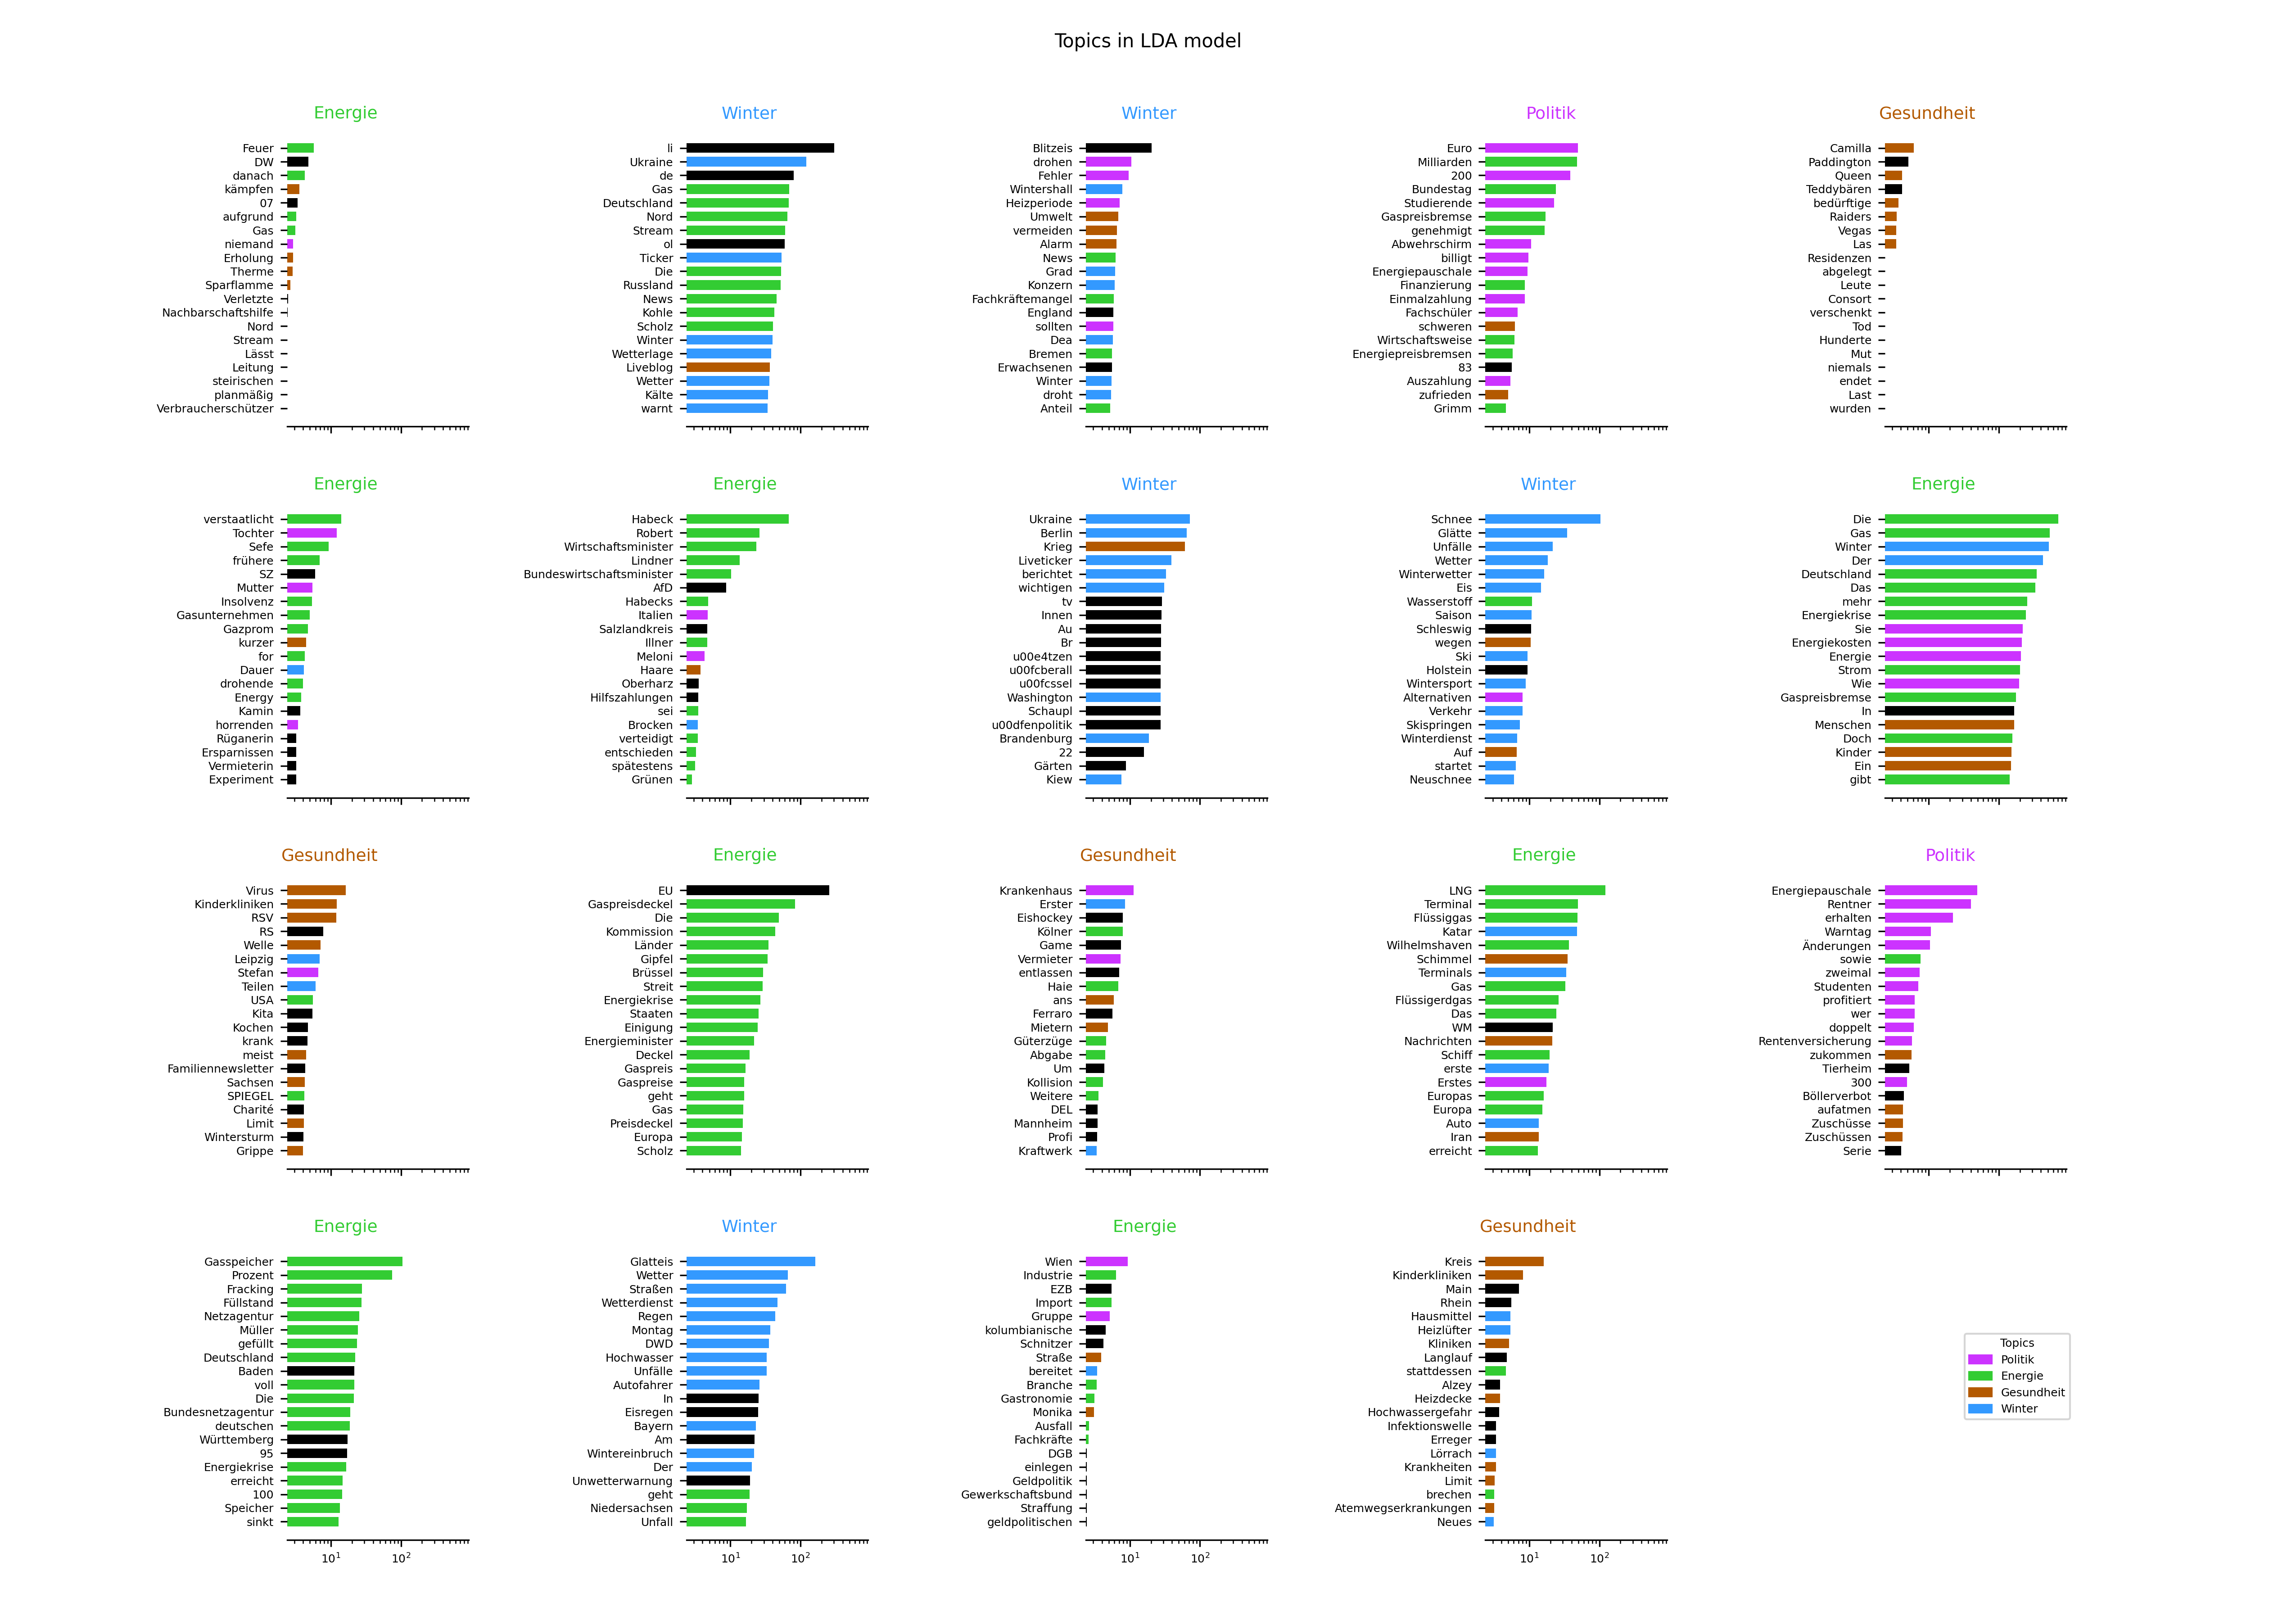 Topics in LDA model
Energie
Feuer
DW
danach
kämpfen
07
aufgrund
Gas
niemand
Erholung
Therme
Sparflamme
Verletzte
Nachbarschaftshilfe
Nord
Stream
Lässt
Leitung
steirischen
planmäßig
Verbraucherschützer
Winter
li
Ukraine
de
Gas
Deutschland
Nord
Stream
ol
Ticker
Die
Russland
News
Kohle
Scholz
Winter
Wetterlage
Liveblog
Wetter
Kälte
warnt
Winter
Blitzeis
drohen
Fehler
Wintershall
Heizperiode
Umwelt
vermeiden
Alarm
News
Grad
Konzern
Fachkräftemangel
England
sollten
Dea
Bremen
Erwachsenen
Winter
droht
Anteil
Politik
Euro
Milliarden
200
Bundestag
Studierende
Gaspreisbremse
genehmigt
Abwehrschirm
billigt
Energiepauschale
Finanzierung
Einmalzahlung
Fachschüler
schweren
Wirtschaftsweise
Energiepreisbremsen
83
Auszahlung
zufrieden
Grimm
Gesundheit
Camilla
Paddington
Queen
Teddybären
bedürftige
Raiders
Vegas
Las
Residenzen
abgelegt
Leute
Consort
verschenkt
Tod
Hunderte
Mut
niemals
endet
Last
wurden
Energie
verstaatlicht
Tochter
Sefe
frühere
SZ
Mutter
Insolvenz
Gasunternehmen
Gazprom
kurzer
for
Dauer
drohende
Energy
Kamin
horrenden
Rüganerin
Ersparnissen
Vermieterin
Experiment
Energie
Habeck
Robert
Wirtschaftsminister
Lindner
Bundeswirtschaftsminister
AfD
Habecks
Italien
Salzlandkreis
Illner
Meloni
Haare
Oberharz
Hilfszahlungen
sei
Brocken
verteidigt
entschieden
spätestens
Grünen
Winter
Ukraine
Berlin
Krieg
Liveticker
berichtet
wichtigen
tv
Innen
Au
Br
u00e4tzen
u00fcberall
u00fcssel
Washington
Schaupl
u00dfenpolitik
Brandenburg
22
Gärten
Kiew
Winter
Schnee
Glätte
Unfälle
Wetter
Winterwetter
Eis
Wasserstoff
Saison
Schleswig
wegen
Ski
Holstein
Wintersport
Alternativen
Verkehr
Skispringen
Winterdienst
Auf
startet
Neuschnee
Energie
Die
Gas
Winter
Der
Deutschland
Das
mehr
Energiekrise
Sie
Energiekosten
Energie
Strom
Wie
Gaspreisbremse
In
Menschen
Doch
Kinder
Ein
gibt
Gesundheit
Virus
Kinderkliniken
RSV
RS
Welle
Leipzig
Stefan
Teilen
USA
Kita
Kochen
krank
meist
Familiennewsletter
Sachsen
SPIEGEL
Charité
Limit
Wintersturm
Grippe
Energie
EU
Gaspreisdeckel
Die
Kommission
Länder
Gipfel
Brüssel
Streit
Energiekrise
Staaten
Einigung
Energieminister
Deckel
Gaspreis
Gaspreise
geht
Gas
Preisdeckel
Europa
Scholz
Gesundheit
Krankenhaus
Erster
Eishockey
Kölner
Game
Vermieter
entlassen
Haie
ans
Ferraro
Mietern
Güterzüge
Abgabe
Um
Kollision
Weitere
DEL
Mannheim
Profi
Kraftwerk
Energie
LNG
Terminal
Flüssiggas
Katar
Wilhelmshaven
Schimmel
Terminals
Gas
Flüssigerdgas
Das
WM
Nachrichten
Schiff
erste
Erstes
Europas
Europa
Auto
Iran
erreicht
Politik
Energiepauschale
Rentner
erhalten
Warntag
Änderungen
sowie
zweimal
Studenten
profitiert
wer
doppelt
Rentenversicherung
zukommen
Tierheim
300
Böllerverbot
aufatmen
Zuschüsse
Zuschüssen
Serie
Energie
Gasspeicher
Prozent
Fracking
Füllstand
Netzagentur
Müller
gefüllt
Deutschland
Baden
voll
Die
Bundesnetzagentur
deutschen
Württemberg
95
Energiekrise
erreicht
100
Speicher
sinkt
10¹ 10²
Winter
Glatteis
Wetter
Straßen
Wetterdienst
Regen
Montag
DWD
Hochwasser
Unfälle
Autofahrer
In
Eisregen
Bayern
Am
Wintereinbruch
Der
Unwetterwarnung
geht
Niedersachsen
Unfall
10¹ 10²
Energie
Wien
Industrie
EZB
Import
Gruppe
kolumbianische
Schnitzer
Straße
bereitet
Branche
Gastronomie
Monika
Ausfall
Fachkräfte
DGB
einlegen
Geldpolitik
Gewerkschaftsbund
Straffung
geldpolitischen
10¹ 10²
Gesundheit
Kreis
Kinderkliniken
Main
Rhein
Hausmittel
Heizlüfter
Kliniken
Langlauf
stattdessen
Alzey
Heizdecke
Hochwassergefahr
Infektionswelle
Erreger
Lörrach
Krankheiten
Limit
brechen
Atemwegserkrankungen
Neues
10¹ 10²
Topics
Politik
Energie
Gesundheit
Winter